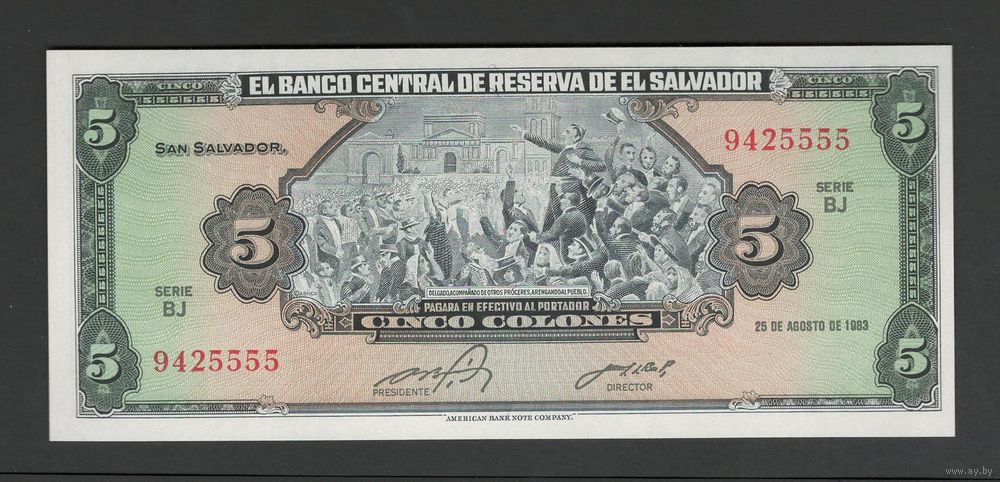 CINCO
EL BANCO CENTRAL DE RESERVA DE EL SALVADOR
CINCO
5
5
SAN SALVADOR,
9425555
SERIE
BJ
5
5
SERIE
BJ
DELGADO, ACOMPAÑADO DE OTROS PRÓCERES, ARENGANDO AL PUEBLO.
PAGARA EN EFECTIVO AL PORTADOR
CINCO COLONES
25 DE AGOSTO DE 1983
9425555
5
5
PRESIDENTE
DIRECTOR
AMERICAN BANK NOTE COMPANY.
www.ay.by